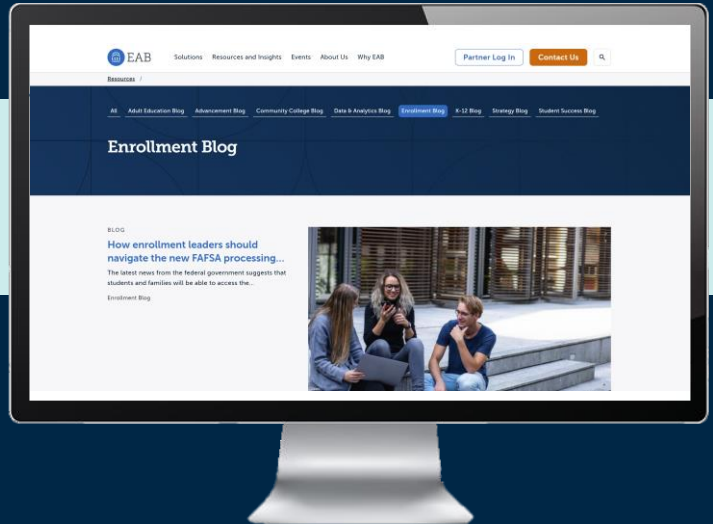 EAB
Solutions Resources and Insights Events About Us Why EAB
Partner Log In
Contact Us
Resources /
All Adult Education Blog Advancement Blog Community College Blog Data & Analytics Blog Enrollment Blog K-12 Blog Strategy Blog Student Success Blog
Enrollment Blog
BLOG
How enrollment leaders should
navigate the new FAFSA processing...
The latest news from the federal government suggests that
students and families will be able to access the...
Enrollment Blog